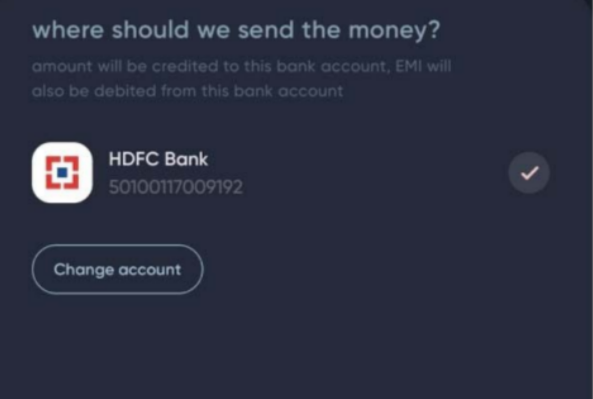 where should we send the money?
amount will be credited to this bank account, EMI will
also be debited from this bank account
HDFC Bank
50100117009192
Change account